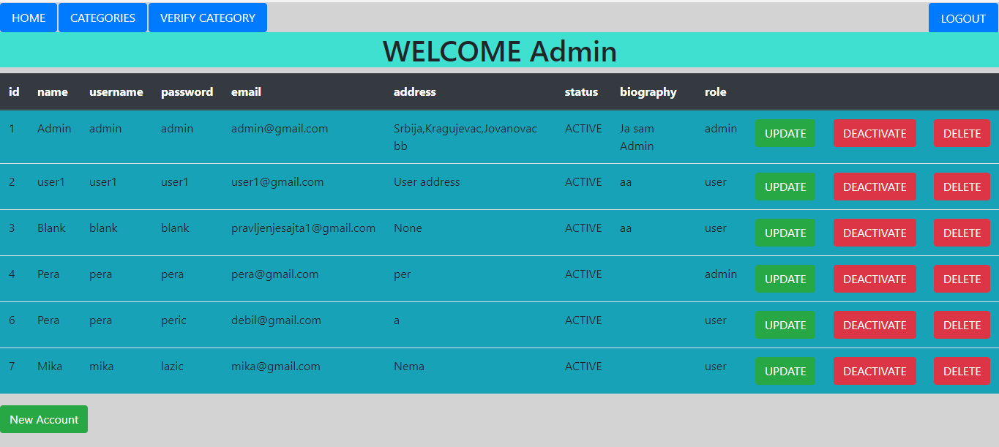 HOME CATEGORIES VERIFY CATEGORY LOGOUT
WELCOME Admin
id name username password email address status biography role
1 Admin admin admin admin@gmail.com Srbija,Kragujevac,Jovanovac ACTIVE Ja sam admin UPDATE DEACTIVATE DELETE
bb Admin
2 user1 user1 user1 user1@gmail.com User address ACTIVE aa user UPDATE DEACTIVATE DELETE
3 Blank blank blank pravljenjesajta1@gmail.com None ACTIVE aa user UPDATE DEACTIVATE DELETE
4 Pera pera pera pera@gmail.com per ACTIVE admin UPDATE DEACTIVATE DELETE
6 Pera pera peric debil@gmail.com a ACTIVE user UPDATE DEACTIVATE DELETE
7 Mika mika lazic mika@gmail.com Nema ACTIVE user UPDATE DEACTIVATE DELETE
New Account